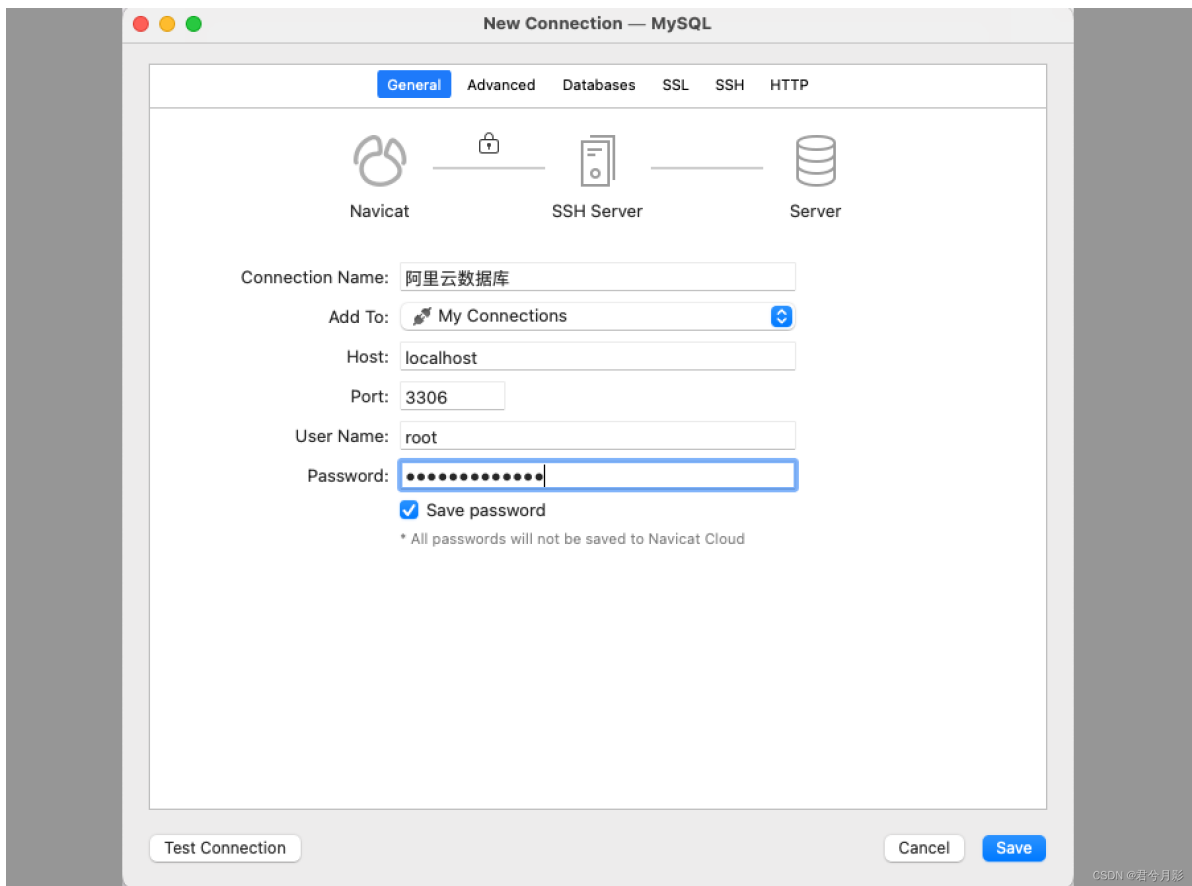 New Connection — MySQL
General Advanced Databases SSL SSH HTTP
Navicat SSH Server Server
Connection Name: 阿里云数据库
Add To: My Connections
Host: localhost
Port: 3306
User Name: root
Password: •••••••••••••
Save password
* All passwords will not be saved to Navicat Cloud
Test Connection Cancel Save
CSDN @君兮月影